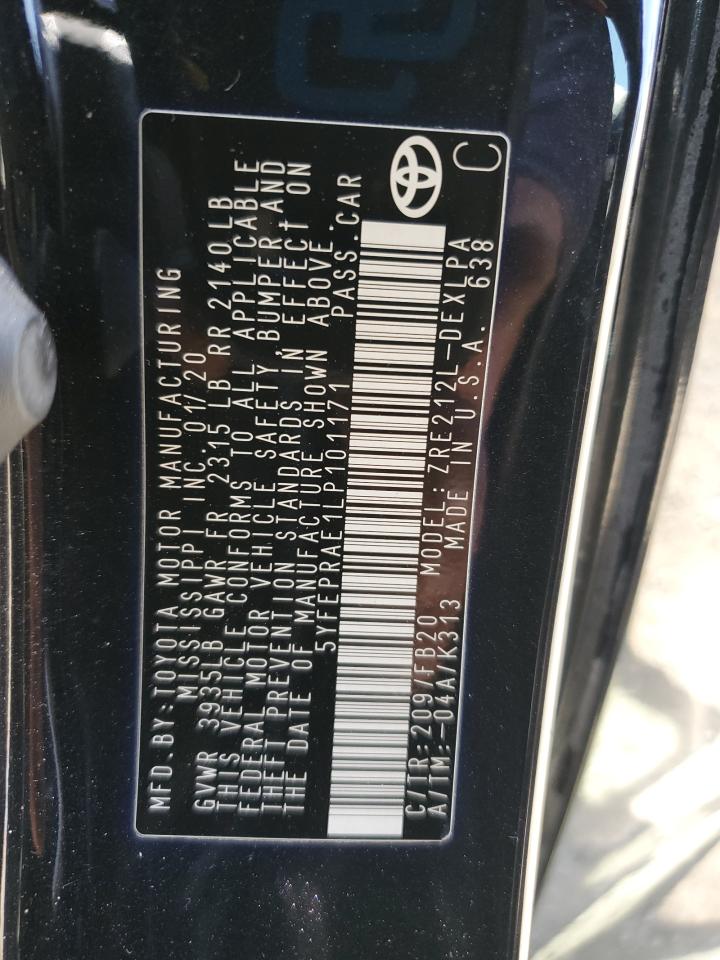 MFD.BY:TOYOTA MOTOR MANUFACTURING
MISSISSIPPI INC. 01/20
GVWR 3935LB GAWR FR 2315 LB RR 2140LB
THIS VEHICLE CONFORMS TO ALL APPLICABLE
FEDERAL MOTOR VEHICLE SAFETY, BUMPER AND
THEFT PREVENTION STANDARDS IN EFFECT ON
THE DATE OF MANUFACTURE SHOWN ABOVE.
5YFEPRAE1LP101171 PASS.CAR
C/TR:209/FB20 MODEL: ZRE212L-DEXLPA
A/TM:-04A/K313 MADE IN U.S.A. 638
C